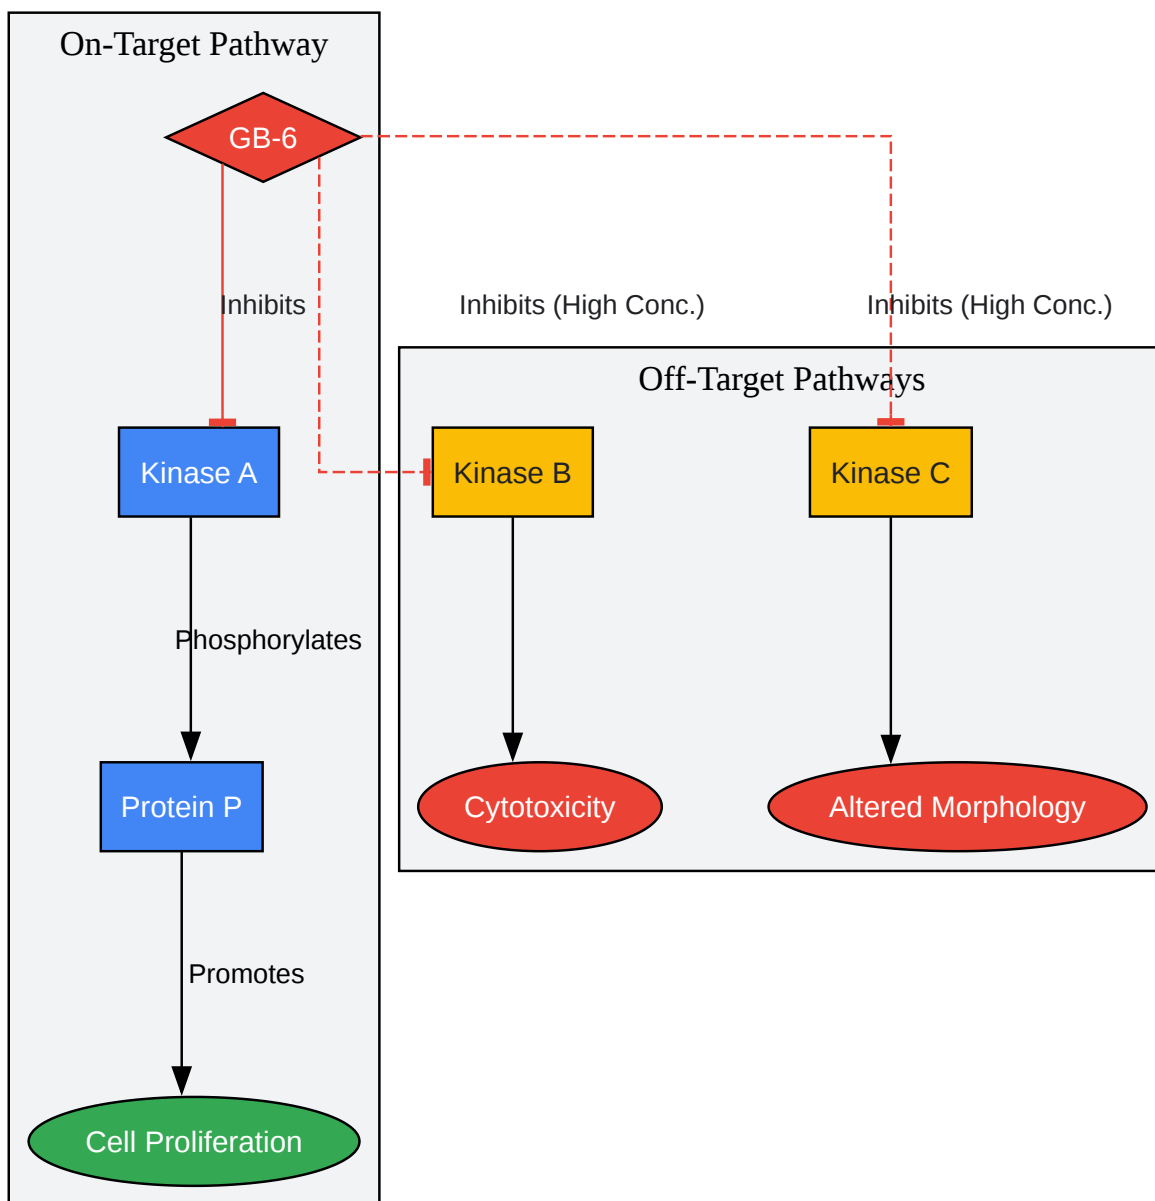 On-Target Pathway
GB-6
Inhibits
Inhibits (High Conc.)
Inhibits (High Conc.)
Off-Target Pathways
Kinase A
Kinase B
Kinase C
Phosphorylates
Protein P
Cytotoxicity
Altered Morphology
Promotes
Cell Proliferation